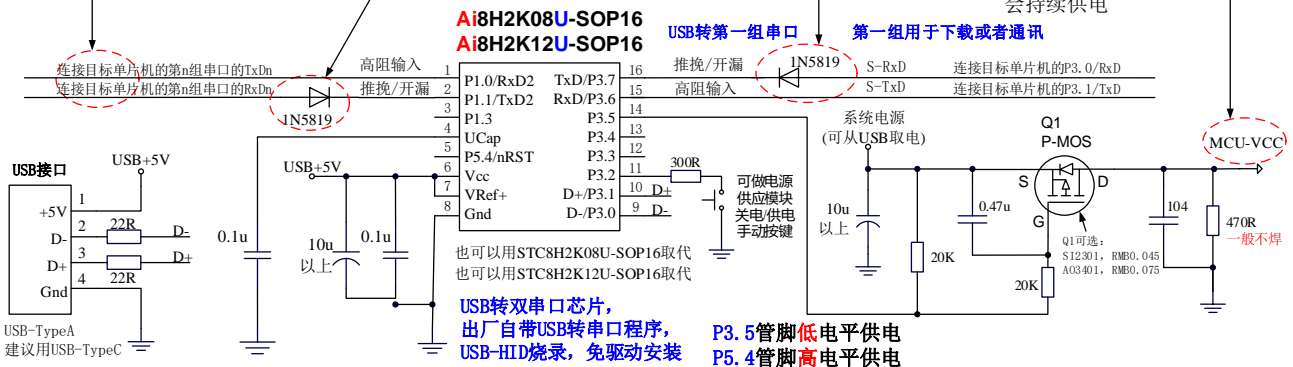 会持续供电
Ai8H2K08U-SOP16
Ai8H2K12U-SOP16
USB转第一组串口
第一组用于下载或者通讯
连接目标单片机的第n组串口的TxDn
高阻输入
1
P1.0/RxD2
TxD/P3.7
16
推挽/开漏
1N5819
S-RxD
连接目标单片机的P3.0/RxD
连接目标单片机的第n组串口的RxDn
推挽/开漏
2
P1.1/TxD2
RxD/P3.6
15
高阻输入
S-TxD
连接目标单片机的P3.1/TxD
1N5819
3
P1.3
P3.5
14
4
UCap
P3.4
13
5
P5.4/nRST
P3.3
12
6
Vcc
P3.2
11
7
VRef+
D+/P3.1
10
D+
8
Gnd
D-/P3.0
9
D-
300R
可做电源
供应模块
关电/供电
手动按键
系统电源
(可从USB取电)
Q1
P-MOS
S
D
G
MCU-VCC
10u
以上
0.47u
20K
20K
104
470R
一般不焊
Q1可选:
SI2301, RMB0.045
AO3401, RMB0.075
USB接口
USB+5V
1
+5V
2
D-
22R
D-
3
D+
22R
D+
4
Gnd
USB-TypeA
建议用USB-TypeC
0.1u
USB+5V
10u
以上
0.1u
也可以用STC8H2K08U-SOP16取代
也可以用STC8H2K12U-SOP16取代
USB转双串口芯片,
出厂自带USB转串口程序,
USB-HID烧录, 免驱动安装
P3.5管脚低电平供电
P5.4管脚高电平供电